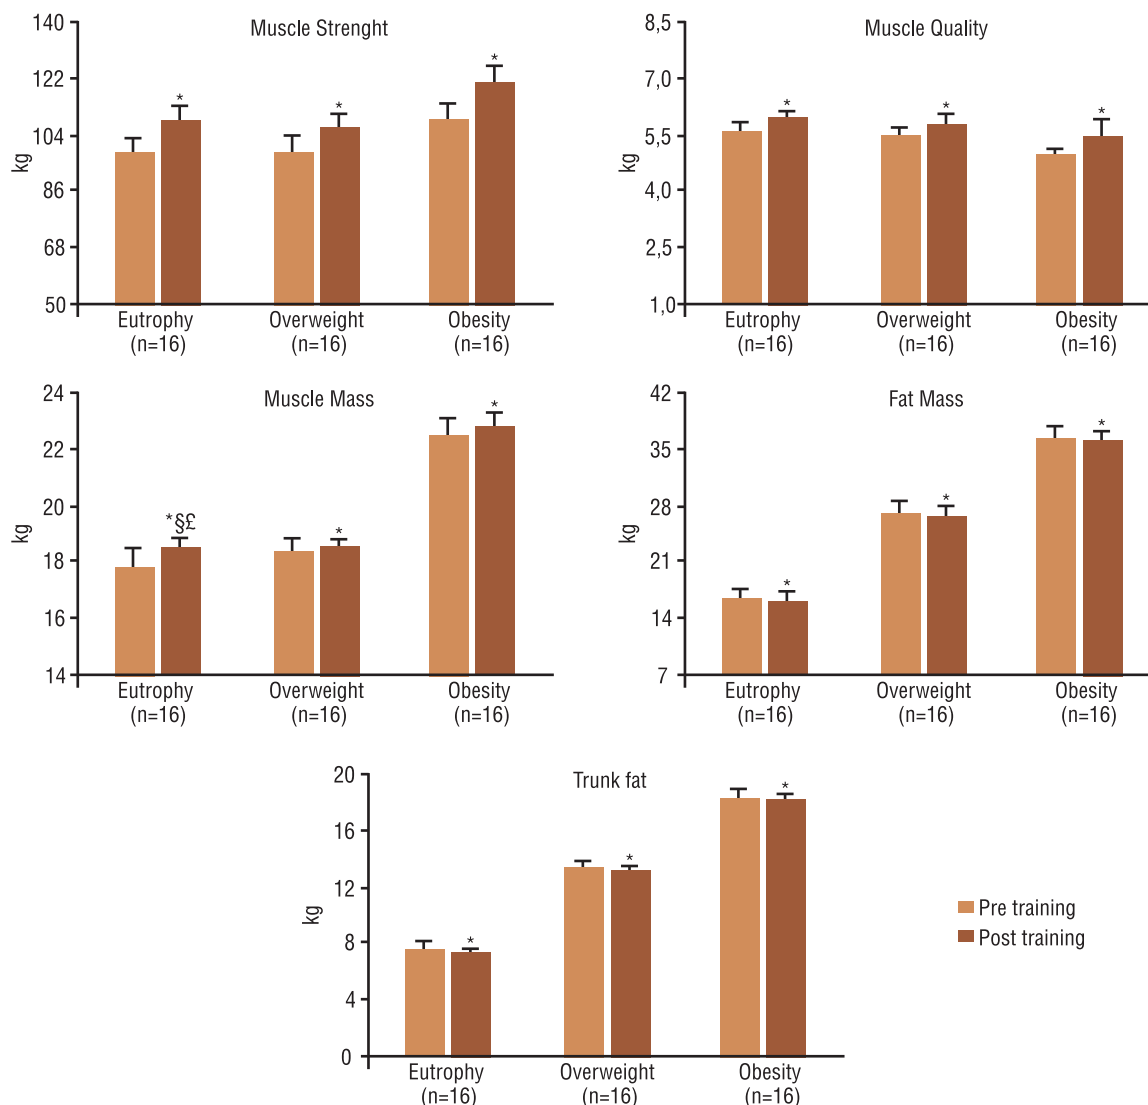 Muscle Strenght
140
122
104
86
68
50
kg
*
*
*
Eutrophy
(n=16)
Overweight
(n=16)
Obesity
(n=16)
Muscle Quality
8,5
7,0
5,5
4,0
2,5
1,0
kg
*
*
*
Eutrophy
(n=16)
Overweight
(n=16)
Obesity
(n=16)
Muscle Mass
24
22
20
18
16
14
kg
*§£
*
*
Eutrophy
(n=16)
Overweight
(n=16)
Obesity
(n=16)
Fat Mass
42
35
28
21
14
7
kg
*
*
*
Eutrophy
(n=16)
Overweight
(n=16)
Obesity
(n=16)
Trunk fat
20
16
12
8
4
0
kg
*
*
*
Eutrophy
(n=16)
Overweight
(n=16)
Obesity
(n=16)
Pre training
Post training